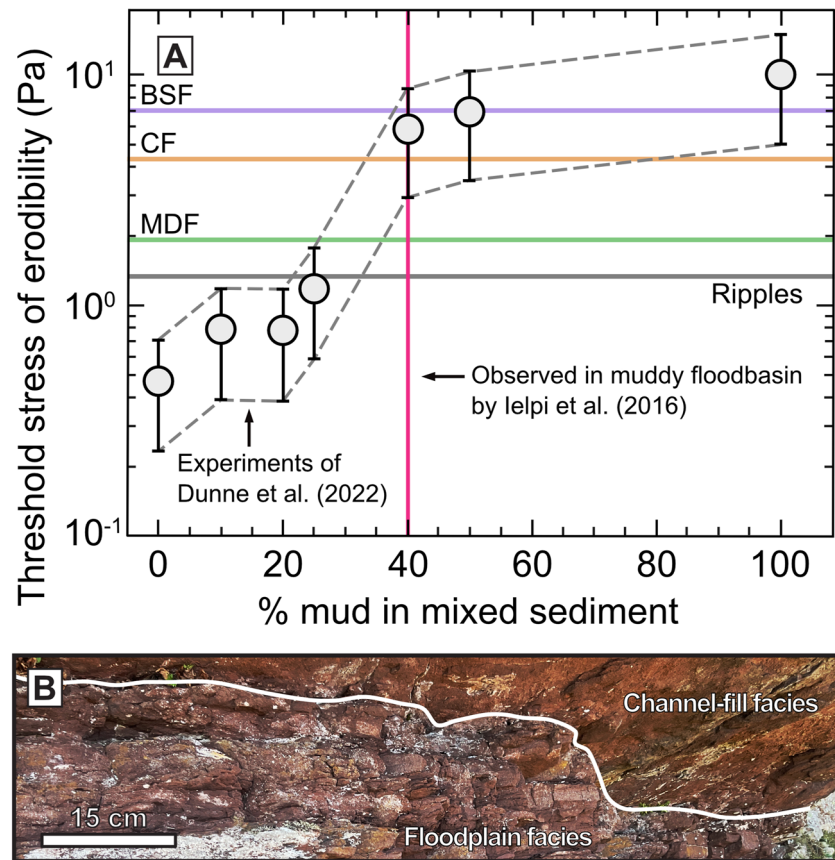 A
Threshold stress of erodibility (Pa)
10¹
10⁰
10⁻¹
BSF
CF
MDF
Ripples
Observed in muddy floodbasin
by Ielpi et al. (2016)
Experiments of
Dunne et al. (2022)
0 20 40 60 80 100
% mud in mixed sediment
B
Channel-fill facies
15 cm
Floodplain facies